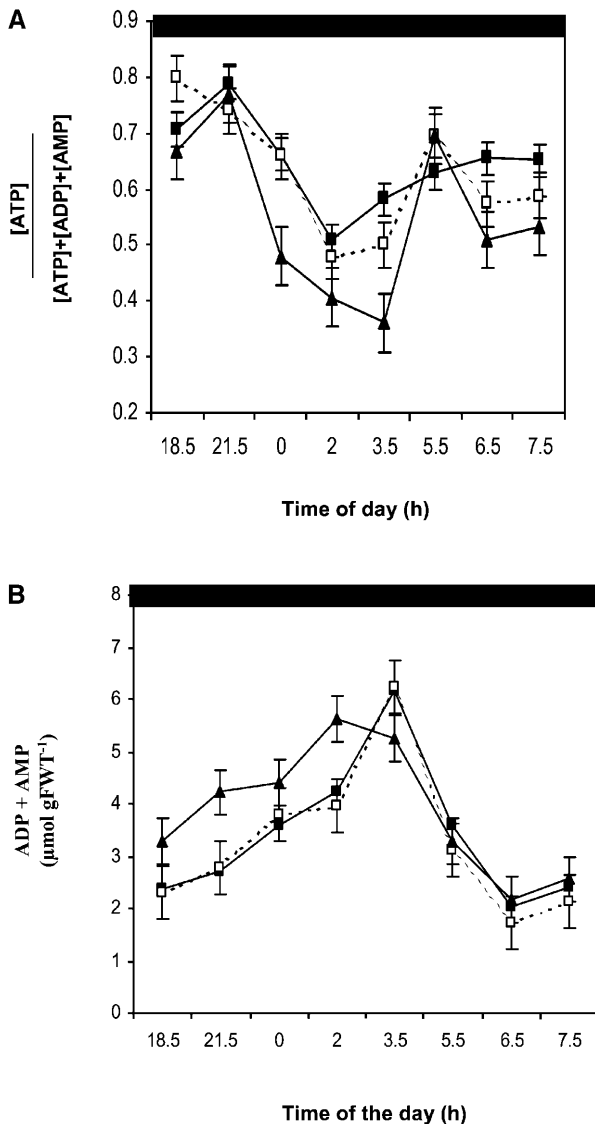 A
[ATP]
[ATP]+[ADP]+[AMP]
0.9
0.8
0.7
0.6
0.5
0.4
0.3
0.2
18.5 21.5 0 2 3.5 5.5 6.5 7.5
Time of day (h)
B
ADP + AMP
(µmol gFWT⁻¹)
8
7
6
5
4
3
2
1
0
18.5 21.5 0 2 3.5 5.5 6.5 7.5
Time of the day (h)